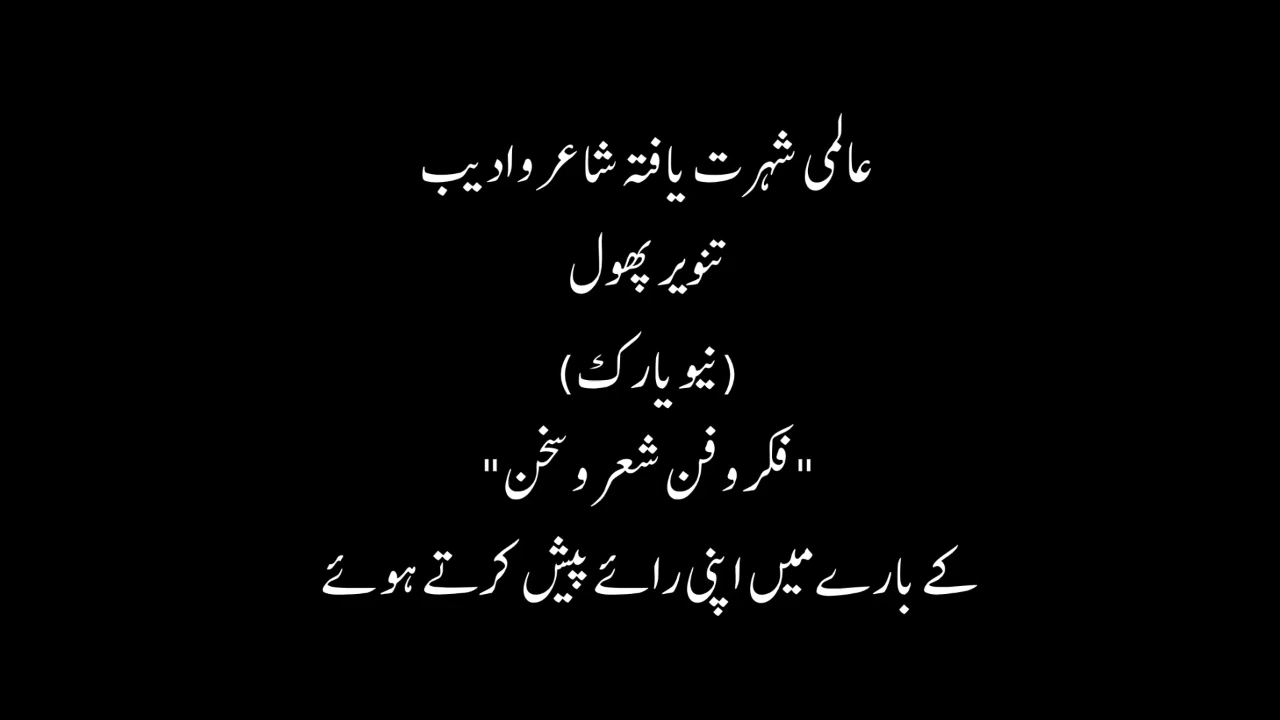 عالمی شہرت یافتہ شاعر و ادیب
تنویر پھول
(نیو یارک)
"فکر و فن شعر و سخن"
کے بارے میں اپنی رائے پیش کرتے ہوئے